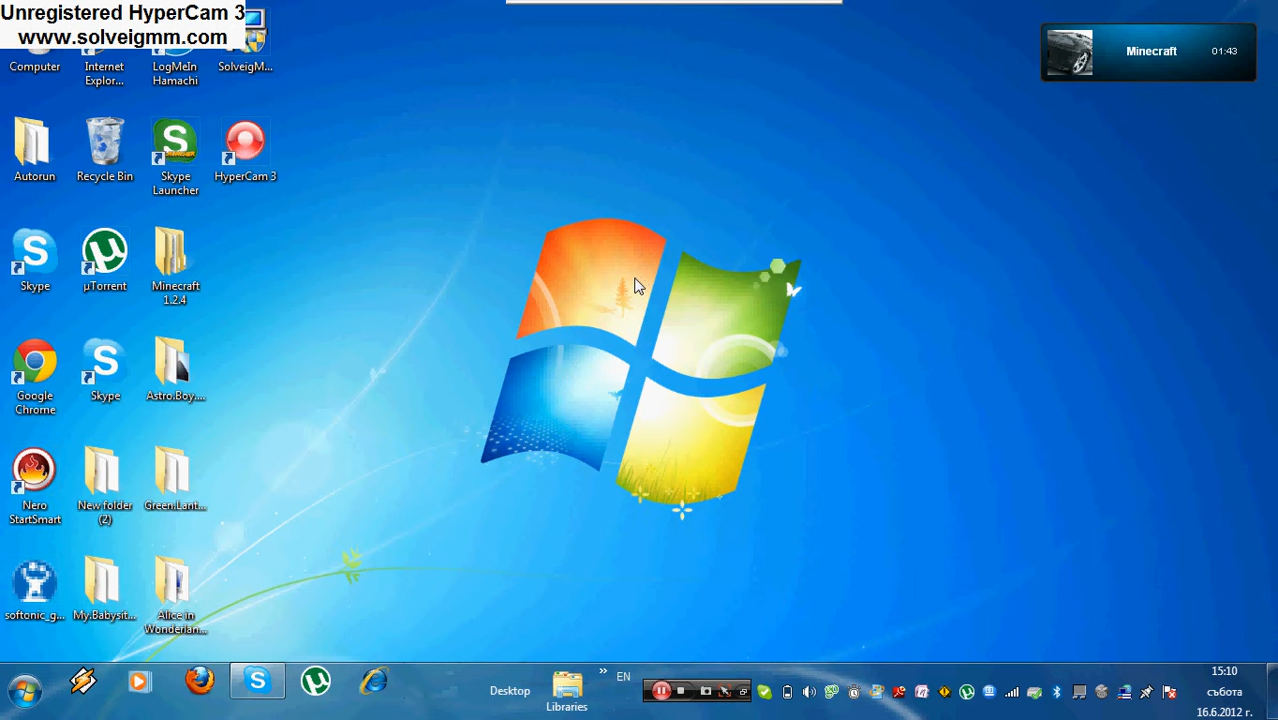 Unregistered HyperCam 3
www.solveigmm.com
Computer
Internet
Explor...
LogMeIn
Hamachi
SolveigM...
Minecraft
01:43
Autorun
Recycle Bin
Skype
Launcher
HyperCam 3
Skype
µTorrent
Minecraft
1.2.4
Google
Chrome
Skype
Astro.Boy....
Nero
StartSmart
New folder
(2)
Green.Lant...
softonic_g...
My.Babysit...
Alice in
Wonderlan...
Desktop
Libraries
»
EN
15:10
събота
16.6.2012 г.